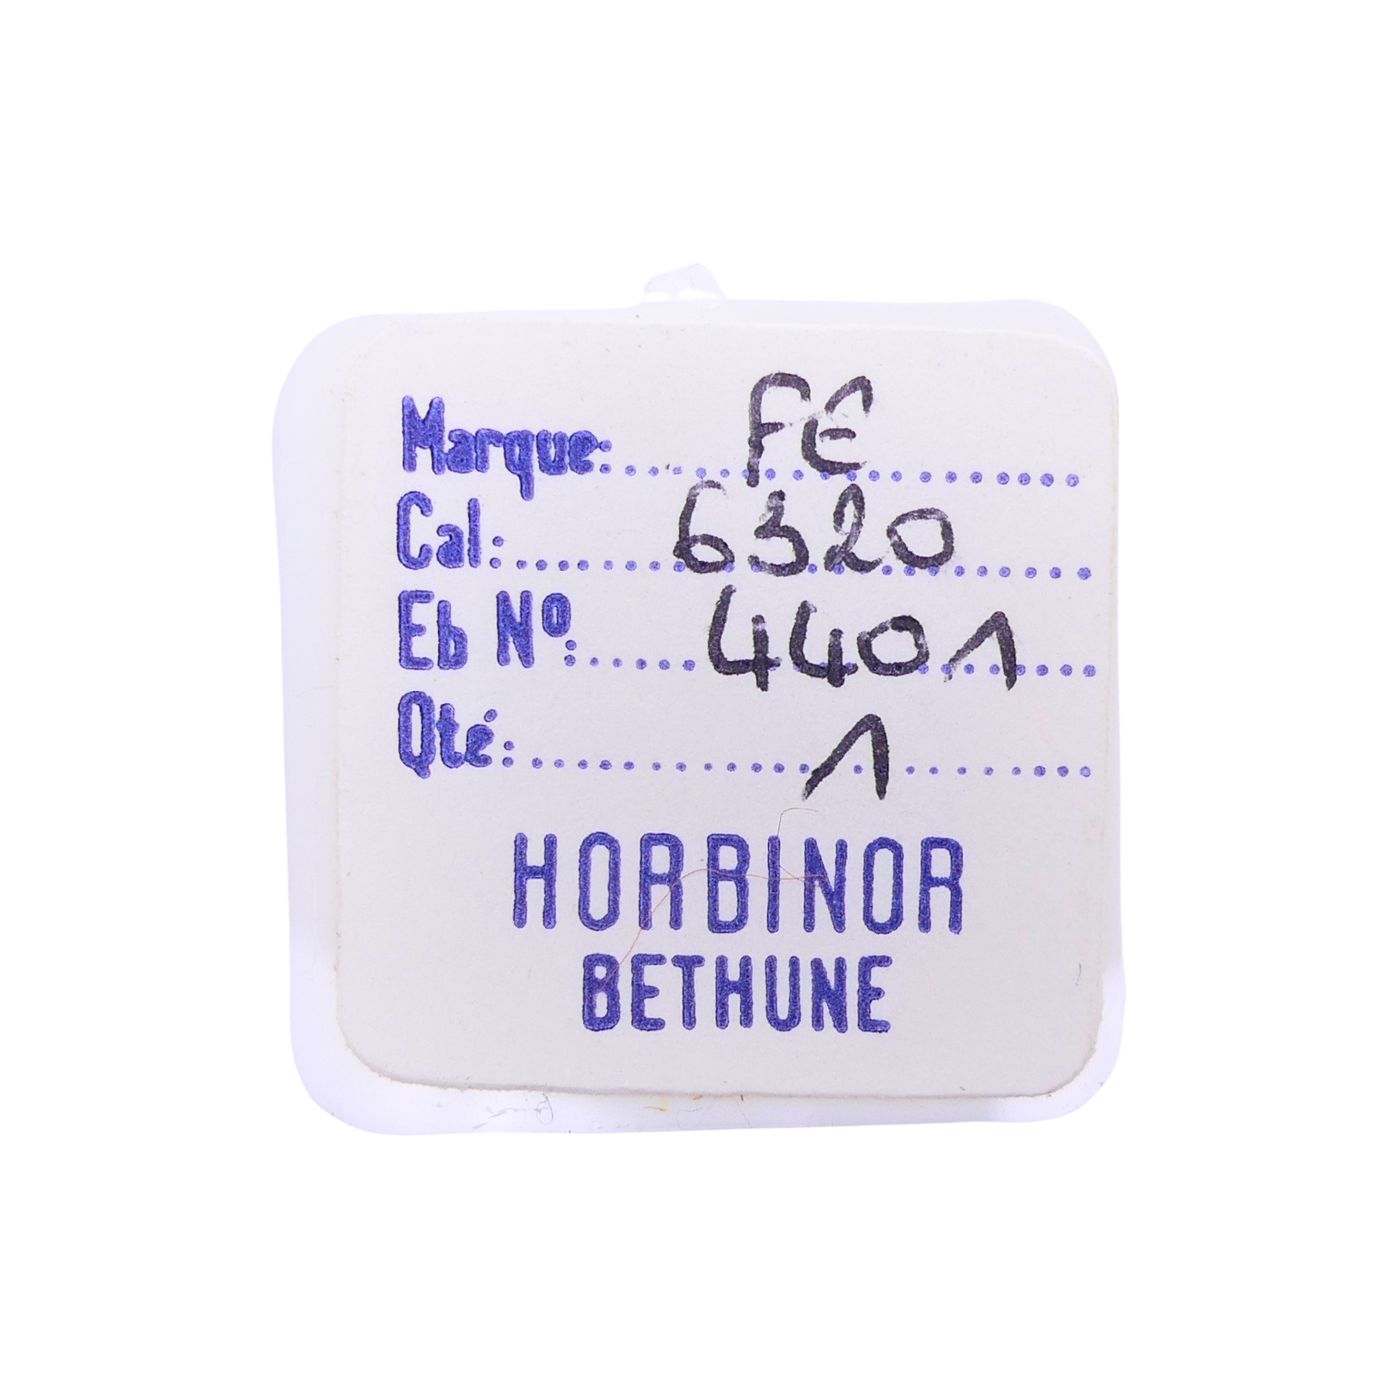 Marque: FE
Cal: 6320
Eb Nº: 4401
Qté: 1
HORBINOR
BETHUNE